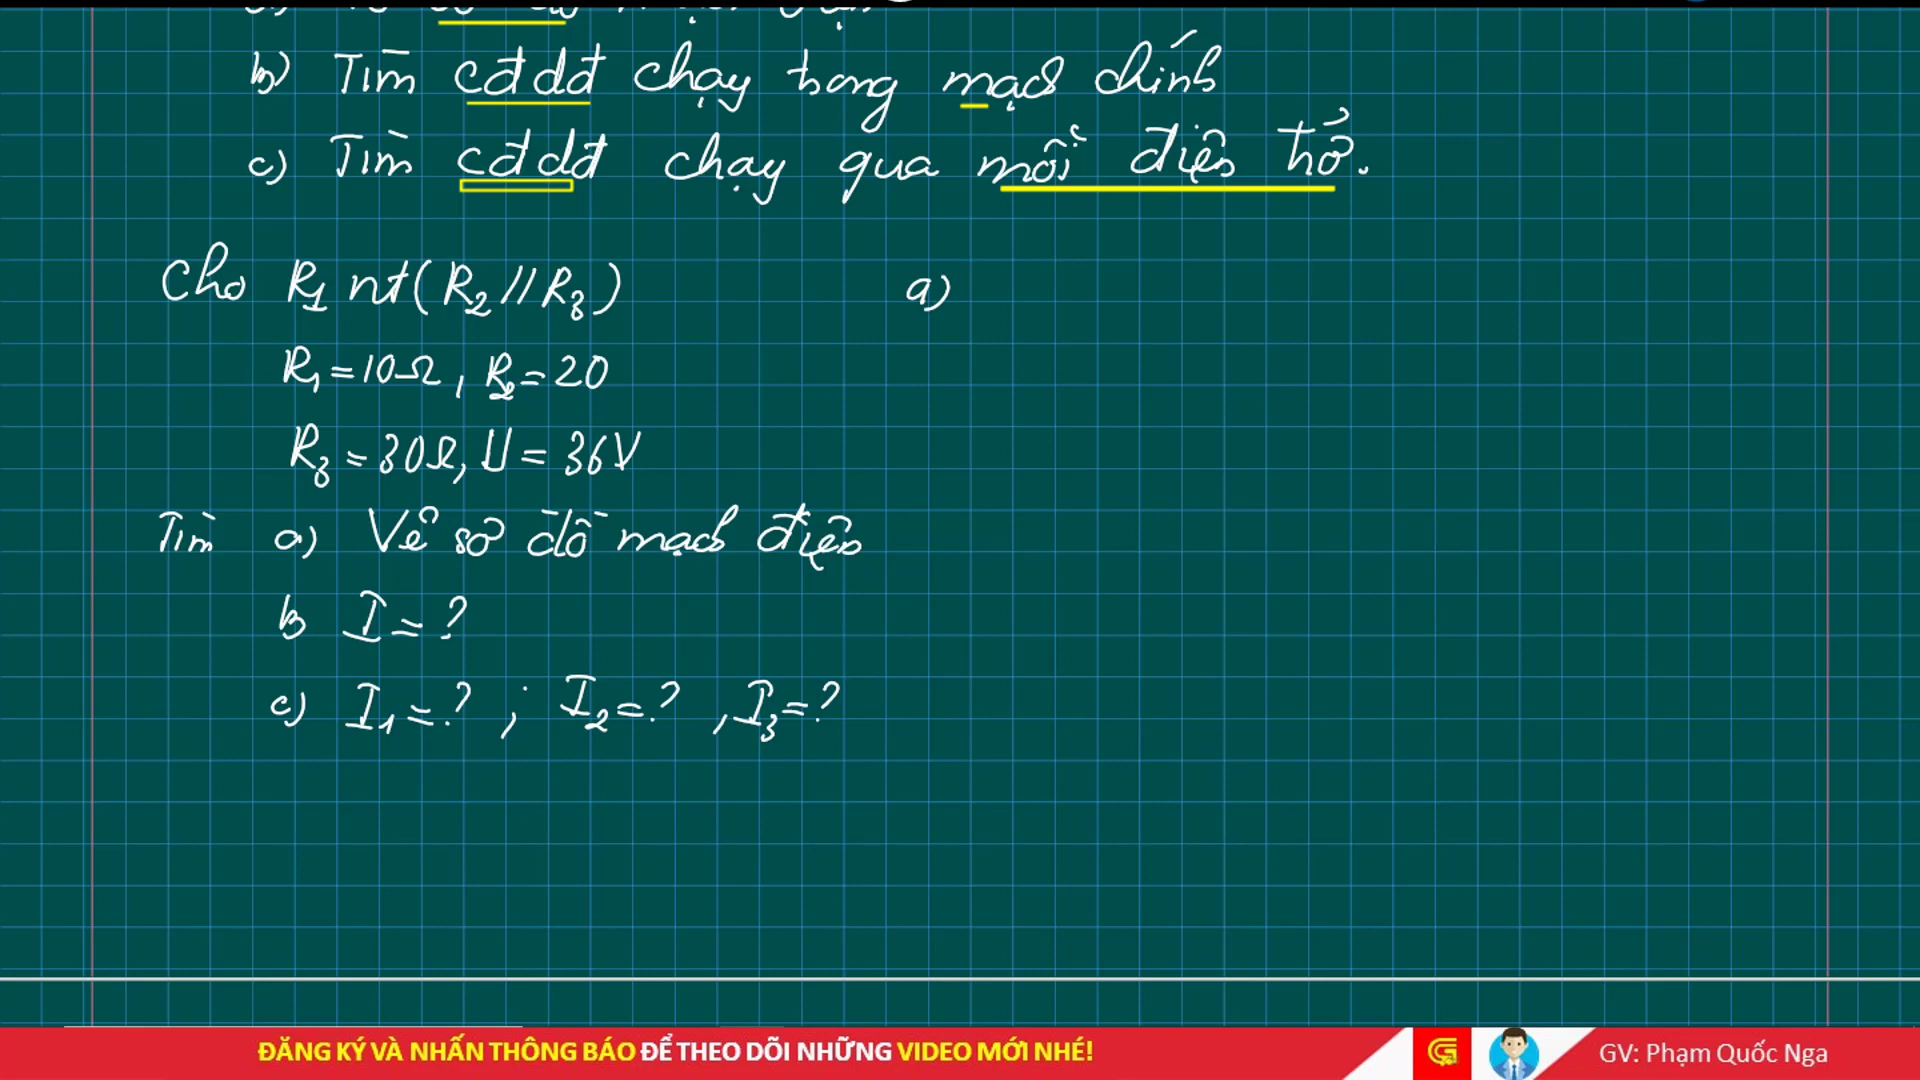 b) Tìm cđdđ chạy trong mạch chính
c) Tìm cđdđ chạy qua mỗi điện trở.
Cho R₁ nt (R₂ // R₃)
a)
R₁ = 10Ω, R₂ = 20
R₃ = 30Ω, U = 36V
Tìm a) Vẽ sơ đồ mạch điện
b I = ?
c) I₁ = ? ; I₂ = ? , I₃ = ?
ĐĂNG KÝ VÀ NHẤN THÔNG BÁO ĐỂ THEO DÕI NHỮNG VIDEO MỚI NHÉ!
GV: Phạm Quốc Nga